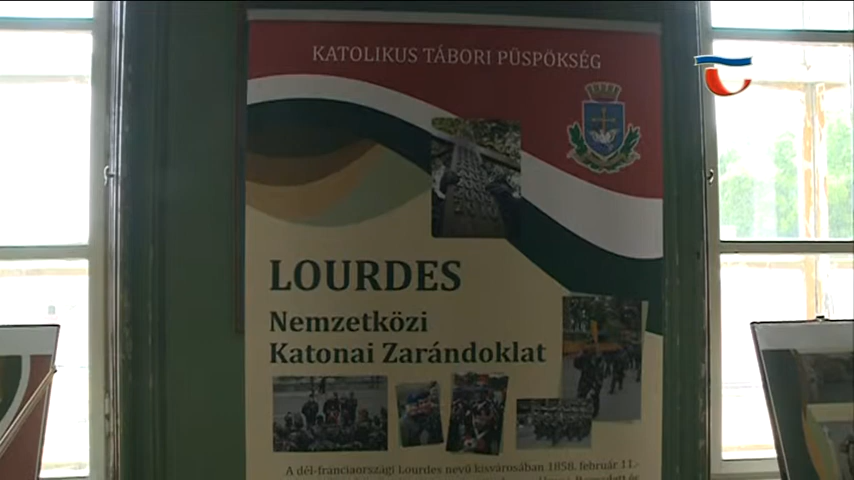 KATOLIKUS TÁBORI PÜSPÖKSÉG
LOURDES
Nemzetközi
Katonai Zarándoklat
A dél-franciaországi Lourdes nevű kisvárosában 1858. február 11.-